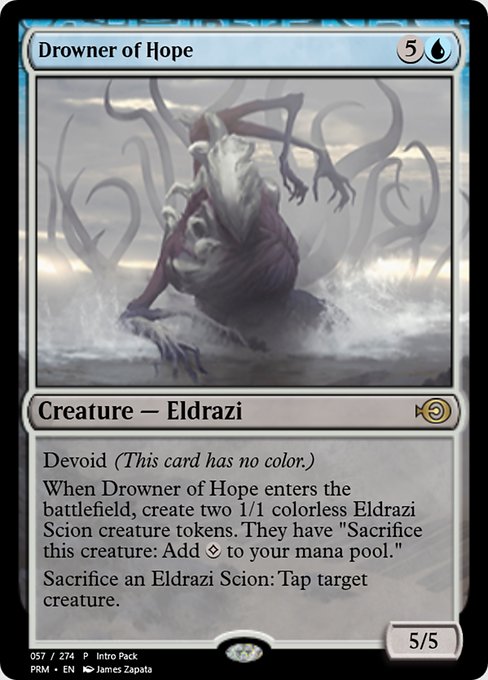 Drowner of Hope 5
Creature — Eldrazi
Devoid (This card has no color.)
When Drowner of Hope enters the
battlefield, create two 1/1 colorless Eldrazi
Scion creature tokens. They have "Sacrifice
this creature: Add ◇ to your mana pool."
Sacrifice an Eldrazi Scion: Tap target
creature.
5/5
057 / 274 P Intro Pack
PRM • EN James Zapata